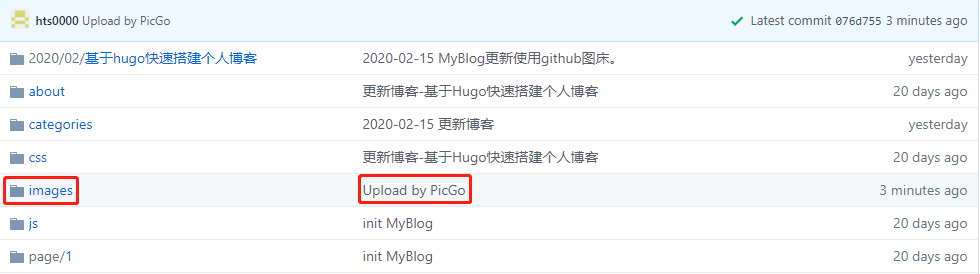 hts0000 Upload by PicGo Latest commit 076d755 3 minutes ago
2020/02/基于hugo快速搭建个人博客 2020-02-15 MyBlog更新使用github图床。 yesterday
about 更新博客-基于Hugo快速搭建个人博客 20 days ago
categories 2020-02-15 更新博客 yesterday
css 更新博客-基于Hugo快速搭建个人博客 20 days ago
images Upload by PicGo 3 minutes ago
js init MyBlog 20 days ago
page/1 init MyBlog 20 days ago